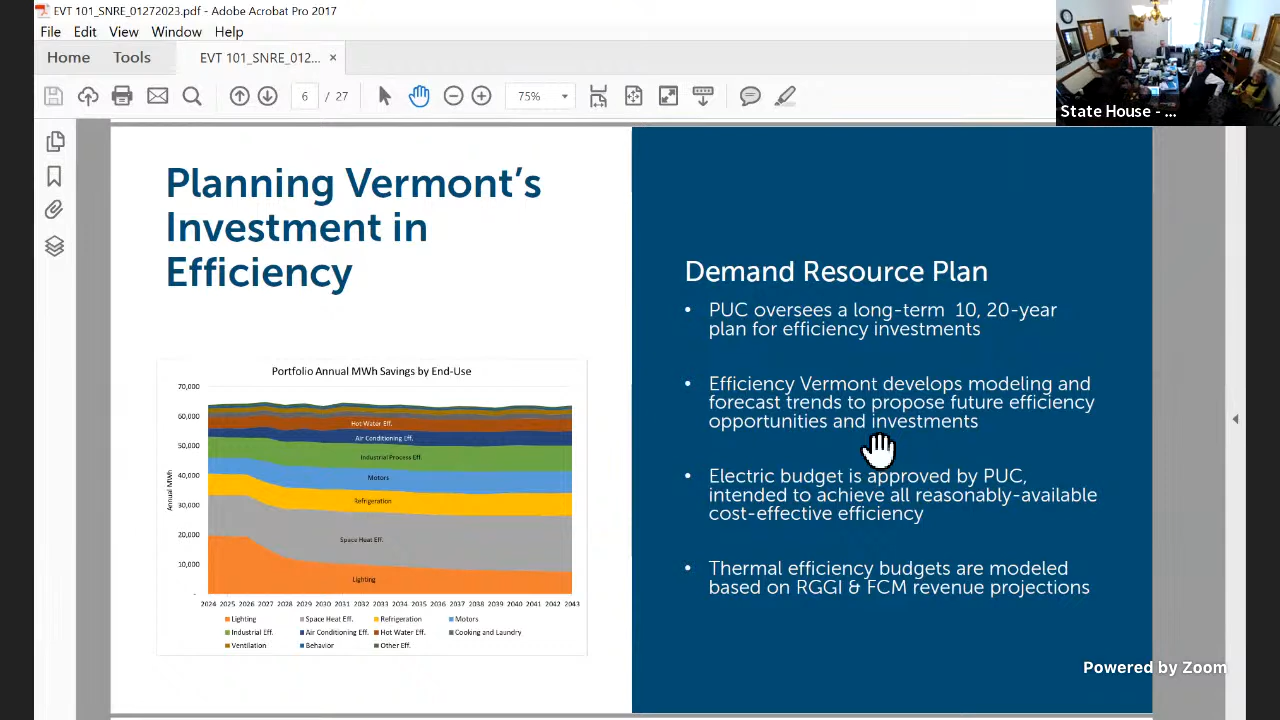 EVT 101_SNRE_01272023.pdf - Adobe Acrobat Pro 2017
File Edit View Window Help
Home Tools EVT 101_SNRE_012... ×
6 / 27 75%
State House - ...
Planning Vermont's
Investment in
Efficiency
Portfolio Annual MWh Savings by End-Use
70,000
60,000
50,000
40,000
30,000
20,000
10,000
-
Annual MWh
Hot Water Eff.
Air Conditioning Eff.
Industrial Process Eff.
Motors
Refrigeration
Space Heat Eff.
Lighting
2024 2025 2026 2027 2028 2029 2030 2031 2032 2033 2034 2035 2036 2037 2038 2039 2040 2041 2042 2043
Lighting Space Heat Eff. Refrigeration Motors
Industrial Eff. Air Conditioning Eff. Hot Water Eff. Cooking and Laundry
Ventilation Behavior Other Eff.
Demand Resource Plan
• PUC oversees a long-term 10, 20-year
plan for efficiency investments
• Efficiency Vermont develops modeling and
forecast trends to propose future efficiency
opportunities and investments
• Electric budget is approved by PUC,
intended to achieve all reasonably-available
cost-effective efficiency
• Thermal efficiency budgets are modeled
based on RGGI & FCM revenue projections
Powered by Zoom